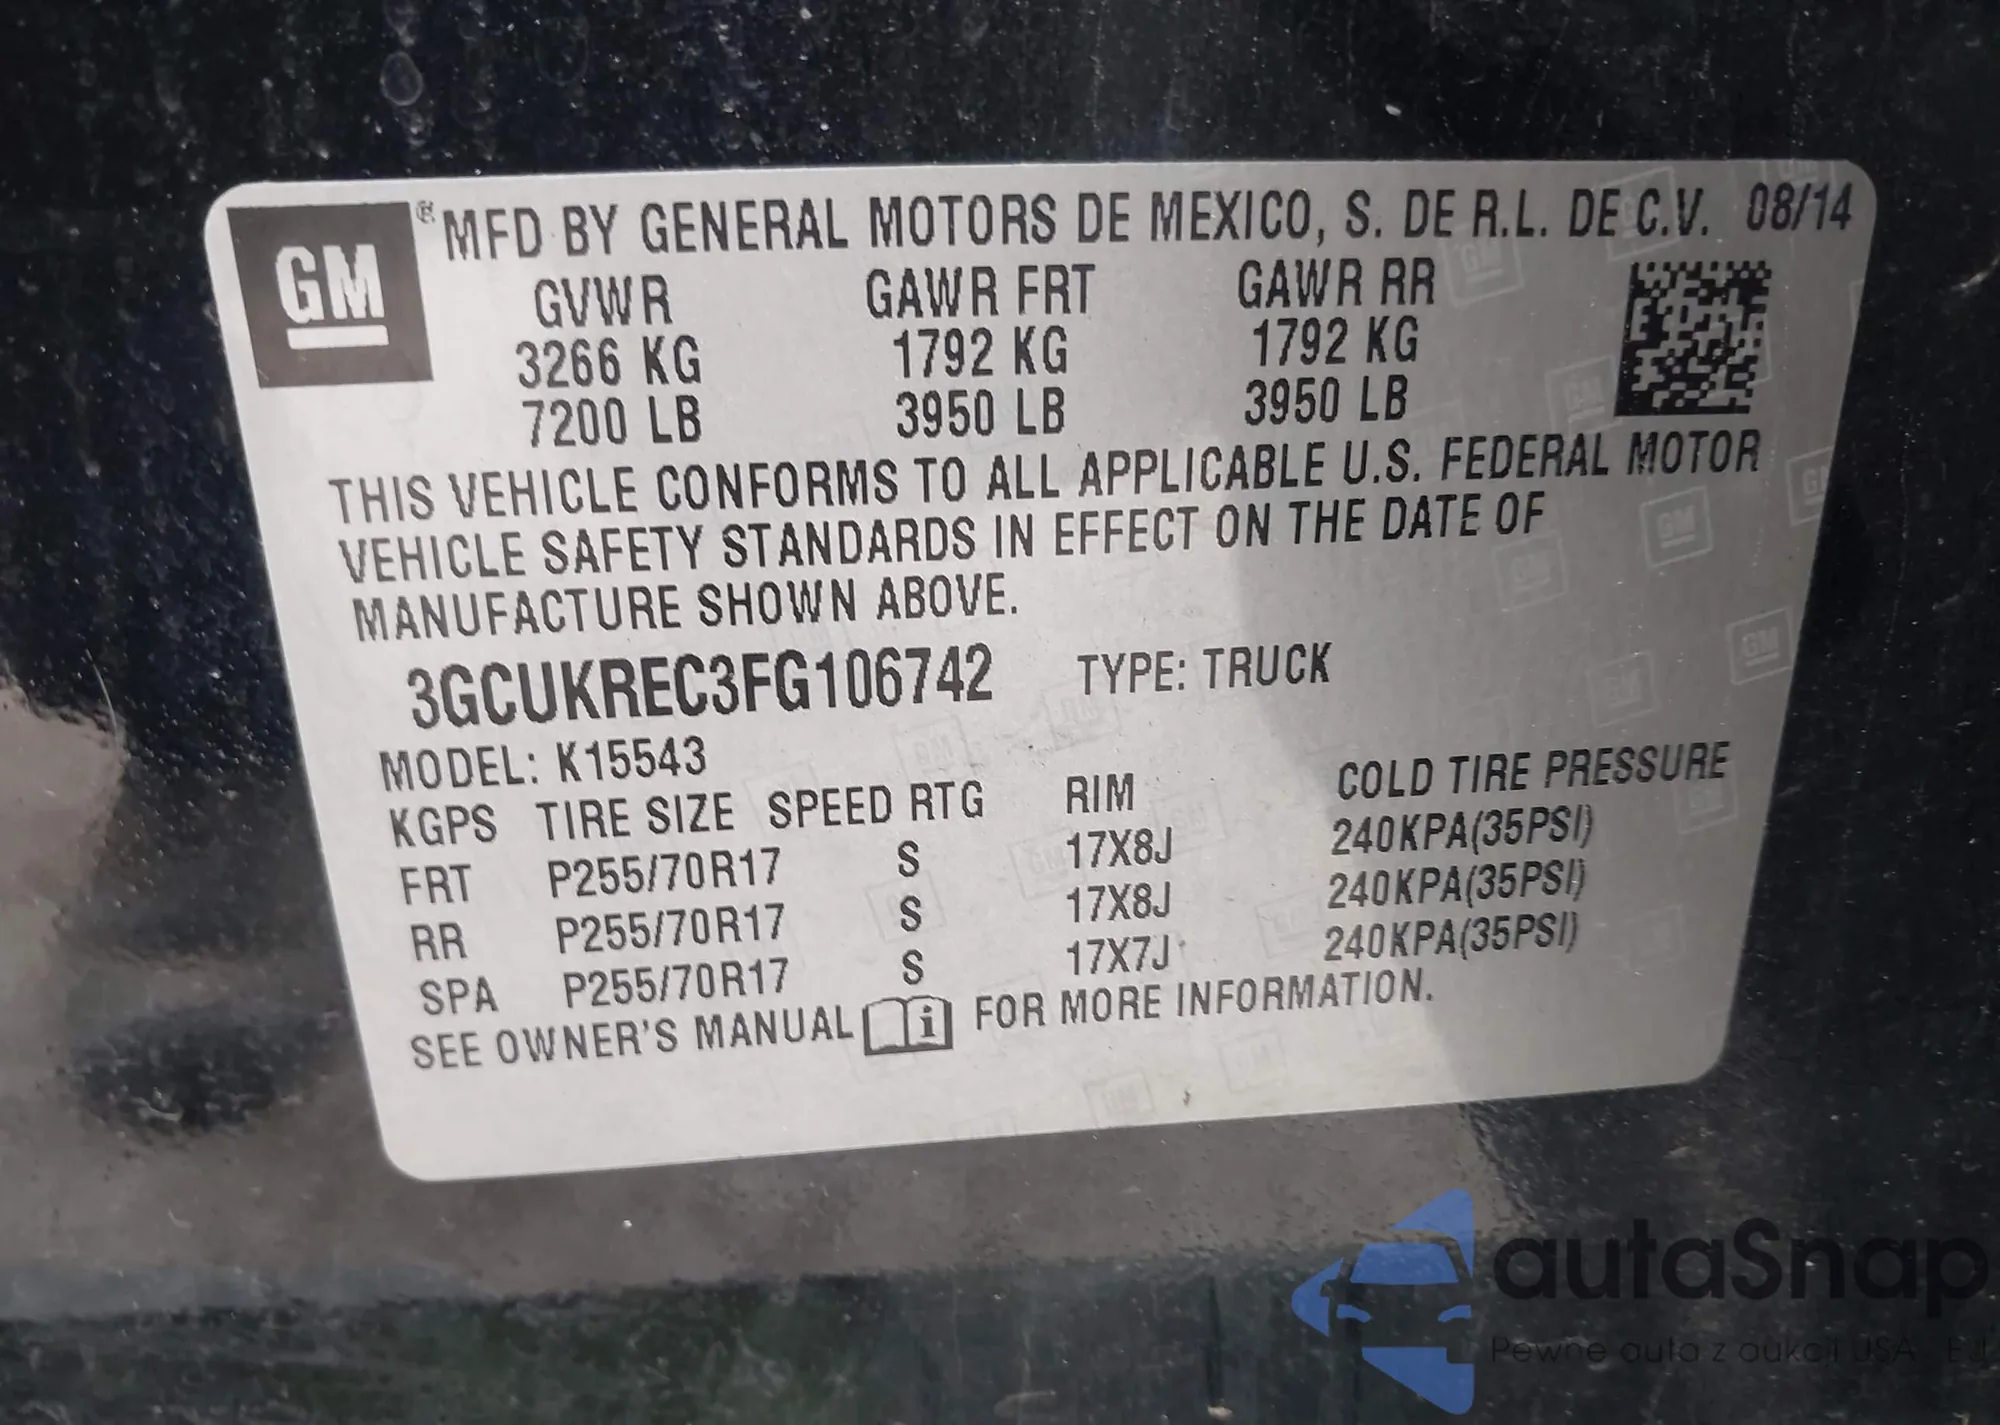 GM ® MFD BY GENERAL MOTORS DE MEXICO, S. DE R.L. DE C.V. 08/14
GVWR GAWR FRT GAWR RR
3266 KG 1792 KG 1792 KG
7200 LB 3950 LB 3950 LB
THIS VEHICLE CONFORMS TO ALL APPLICABLE U.S. FEDERAL MOTOR
VEHICLE SAFETY STANDARDS IN EFFECT ON THE DATE OF
MANUFACTURE SHOWN ABOVE.
3GCUKREC3FG106742 TYPE: TRUCK
MODEL: K15543
KGPS TIRE SIZE SPEED RTG RIM COLD TIRE PRESSURE
FRT P255/70R17 S 17X8J 240KPA(35PSI)
RR P255/70R17 S 17X8J 240KPA(35PSI)
SPA P255/70R17 S 17X7J 240KPA(35PSI)
SEE OWNER'S MANUAL i FOR MORE INFORMATION.
autaSnap
Pewne auta z aukcji USA